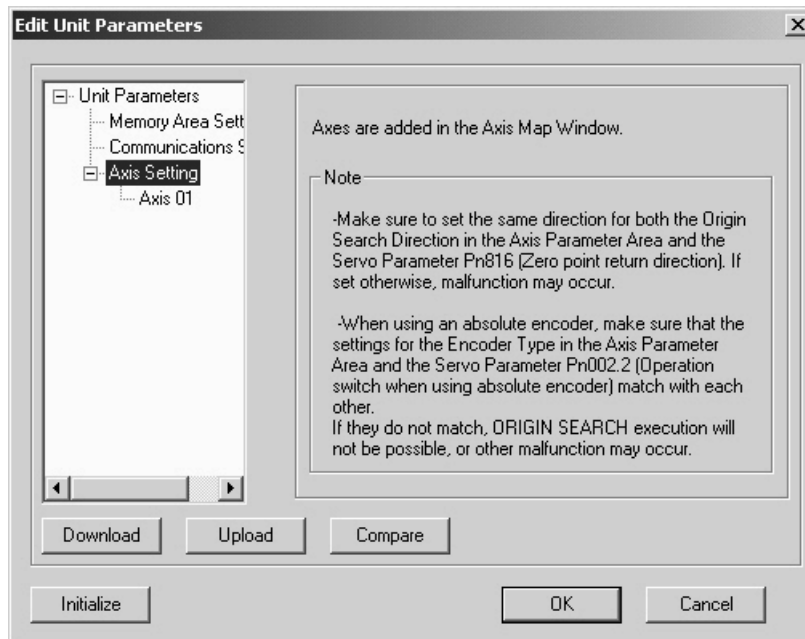 Edit Unit Parameters
Unit Parameters
Memory Area Sett
Communications S
Axis Setting
Axis 01
Axes are added in the Axis Map Window.
Note
-Make sure to set the same direction for both the Origin
Search Direction in the Axis Parameter Area and the
Servo Parameter Pn816 (Zero point return direction). If
set otherwise, malfunction may occur.
-When using an absolute encoder, make sure that the
settings for the Encoder Type in the Axis Parameter
Area and the Servo Parameter Pn002.2 (Operation
switch when using absolute encoder) match with each
other.
If they do not match, ORIGIN SEARCH execution will
not be possible, or other malfunction may occur.
Download
Upload
Compare
Initialize
OK
Cancel